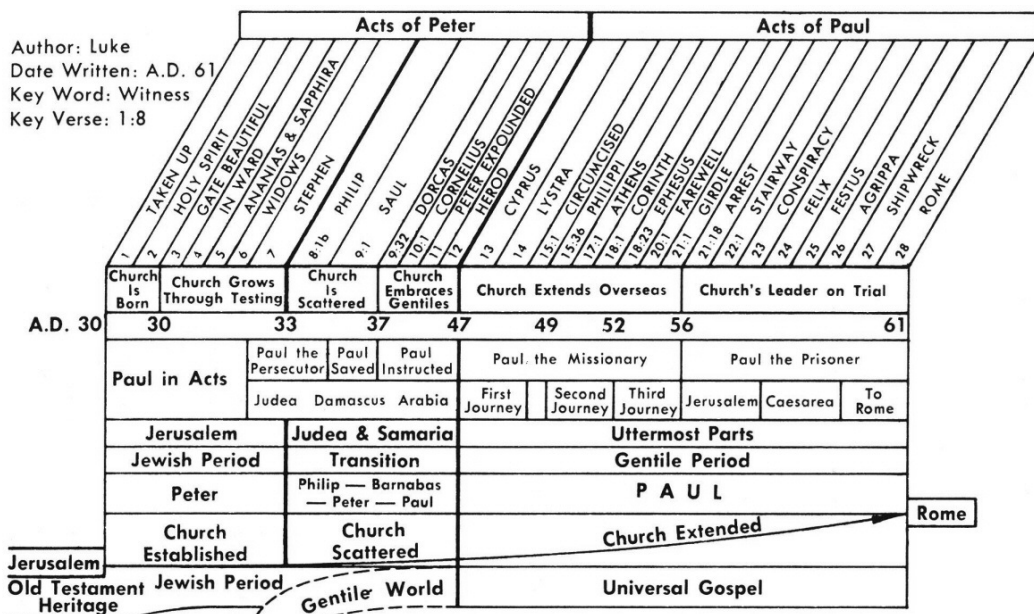 Acts of Peter
Acts of Paul
Author: Luke
Date Written: A.D. 61
Key Word: Witness
Key Verse: 1:8
TAKEN UP
HOLY SPIRIT
GATE BEAUTIFUL
IN WARD
ANANIAS & SAPPHIRA
WIDOWS
STEPHEN
PHILIP
SAUL
DORCAS
CORNELIUS
PETER EXPOUNDED
HEROD
CYPRUS
LYSTRA
CIRCUMCISED
PHILIPPI
ATHENS
CORINTH
EPHESUS
FAREWELL
GIRDLE
ARREST
STAIRWAY
CONSPIRACY
FELIX
FESTUS
AGRIPPA
SHIPWRECK
ROME
1 2 3 4 5 6 7 8:1b 9:1 9:32 10:1 11 12 13 14 15:1 15:36 17:1 18:1 18:23 20:1 21:1 21:18 22:1 23 24 25 26 27 28
Church
Is
Born
Church Grows
Through Testing
Church
Is
Scattered
Church
Embraces
Gentiles
Church Extends Overseas
Church's Leader on Trial
A.D. 30 30 33 37 47 49 52 56 61
Paul in Acts
Paul the
Persecutor
Paul
Saved
Paul
Instructed
Paul the Missionary
Paul the Prisoner
Judea Damascus Arabia
First
Journey
Second
Journey
Third
Journey
Jerusalem
Caesarea
To
Rome
Jerusalem
Judea & Samaria
Uttermost Parts
Jewish Period
Transition
Gentile Period
Peter
Philip — Barnabas
— Peter — Paul
PAUL
Church
Established
Church
Scattered
Church Extended
Rome
Jerusalem
Old Testament
Heritage
Jewish Period
Gentile World
Universal Gospel